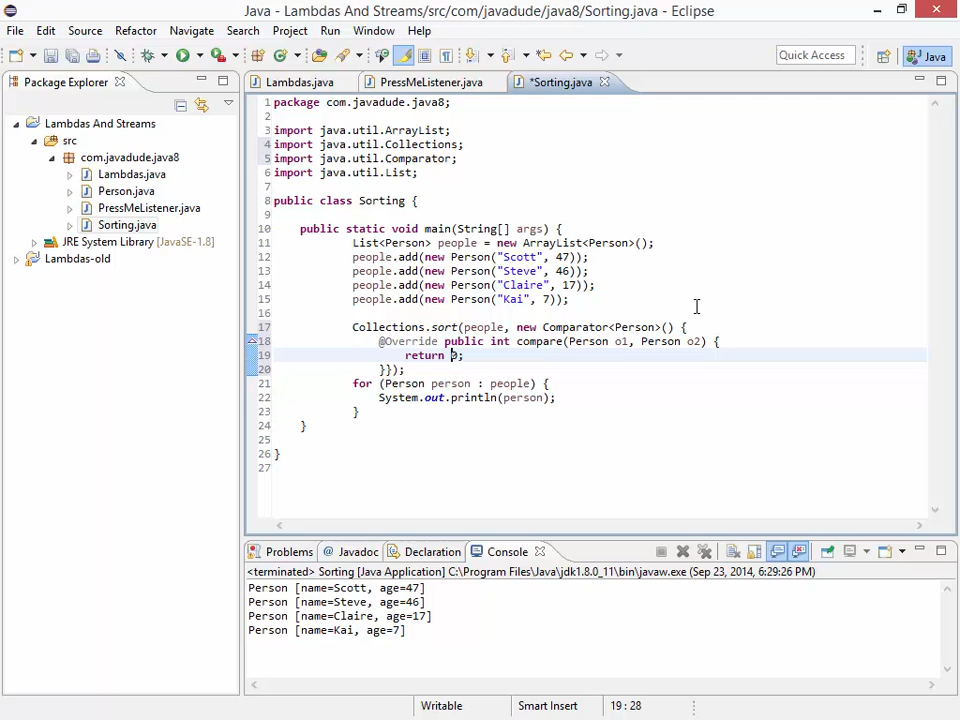 Java - Lambdas And Streams/src/com/javadude/java8/Sorting.java - Eclipse
File Edit Source Refactor Navigate Search Project Run Window Help
Quick Access Java
Package Explorer
Lambdas.java PressMeListener.java *Sorting.java
Lambdas And Streams
src
com.javadude.java8
Lambdas.java
Person.java
PressMeListener.java
Sorting.java
JRE System Library [JavaSE-1.8]
Lambdas-old
1 package com.javadude.java8;
2
3 import java.util.ArrayList;
4 import java.util.Collections;
5 import java.util.Comparator;
6 import java.util.List;
7
8 public class Sorting {
9
10 public static void main(String[] args) {
11 List<Person> people = new ArrayList<Person>();
12 people.add(new Person("Scott", 47));
13 people.add(new Person("Steve", 46));
14 people.add(new Person("Claire", 17));
15 people.add(new Person("Kai", 7));
16
17 Collections.sort(people, new Comparator<Person>() {
18 @Override public int compare(Person o1, Person o2) {
19 return 0;
20 }});
21 for (Person person : people) {
22 System.out.println(person);
23 }
24 }
25
26 }
27
Problems Javadoc Declaration Console
<terminated> Sorting [Java Application] C:\Program Files\Java\jdk1.8.0_11\bin\javaw.exe (Sep 23, 2014, 6:29:26 PM)
Person [name=Scott, age=47]
Person [name=Steve, age=46]
Person [name=Claire, age=17]
Person [name=Kai, age=7]
Writable Smart Insert 19 : 28